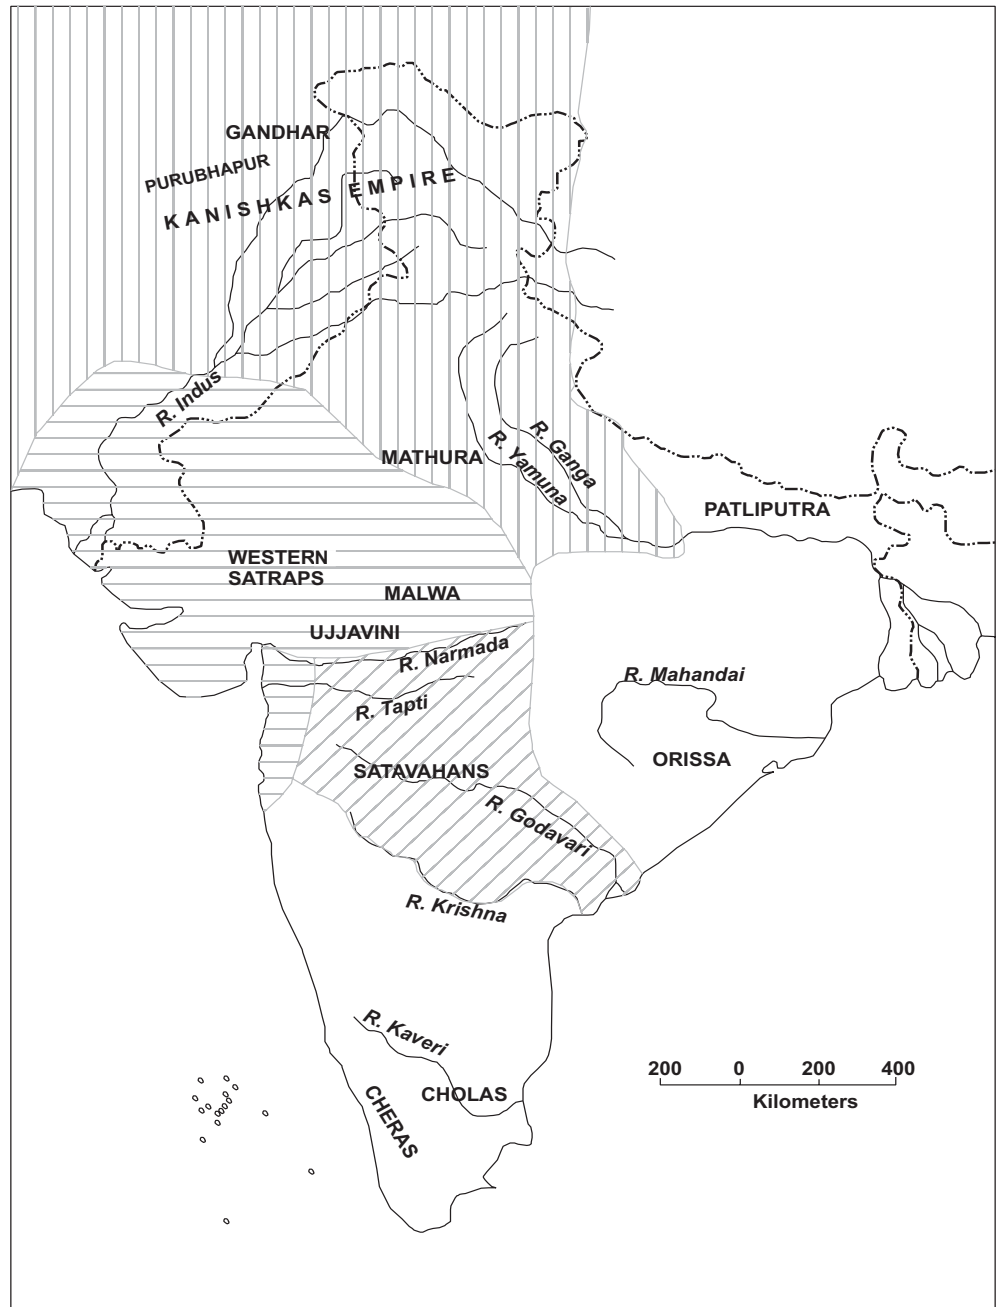 GANDHAR
PURUBHAPUR
KANISHKAS EMPIRE
R. Indus
MATHURA
R. Ganga
R. Yamuna
PATLIPUTRA
WESTERN
SATRAPS
MALWA
UJJAVINI
R. Narmada
R. Mahandai
R. Tapti
ORISSA
SATAVAHANS
R. Godavari
R. Krishna
R. Kaveri
CHOLAS
CHERAS
200 0 200 400
Kilometers